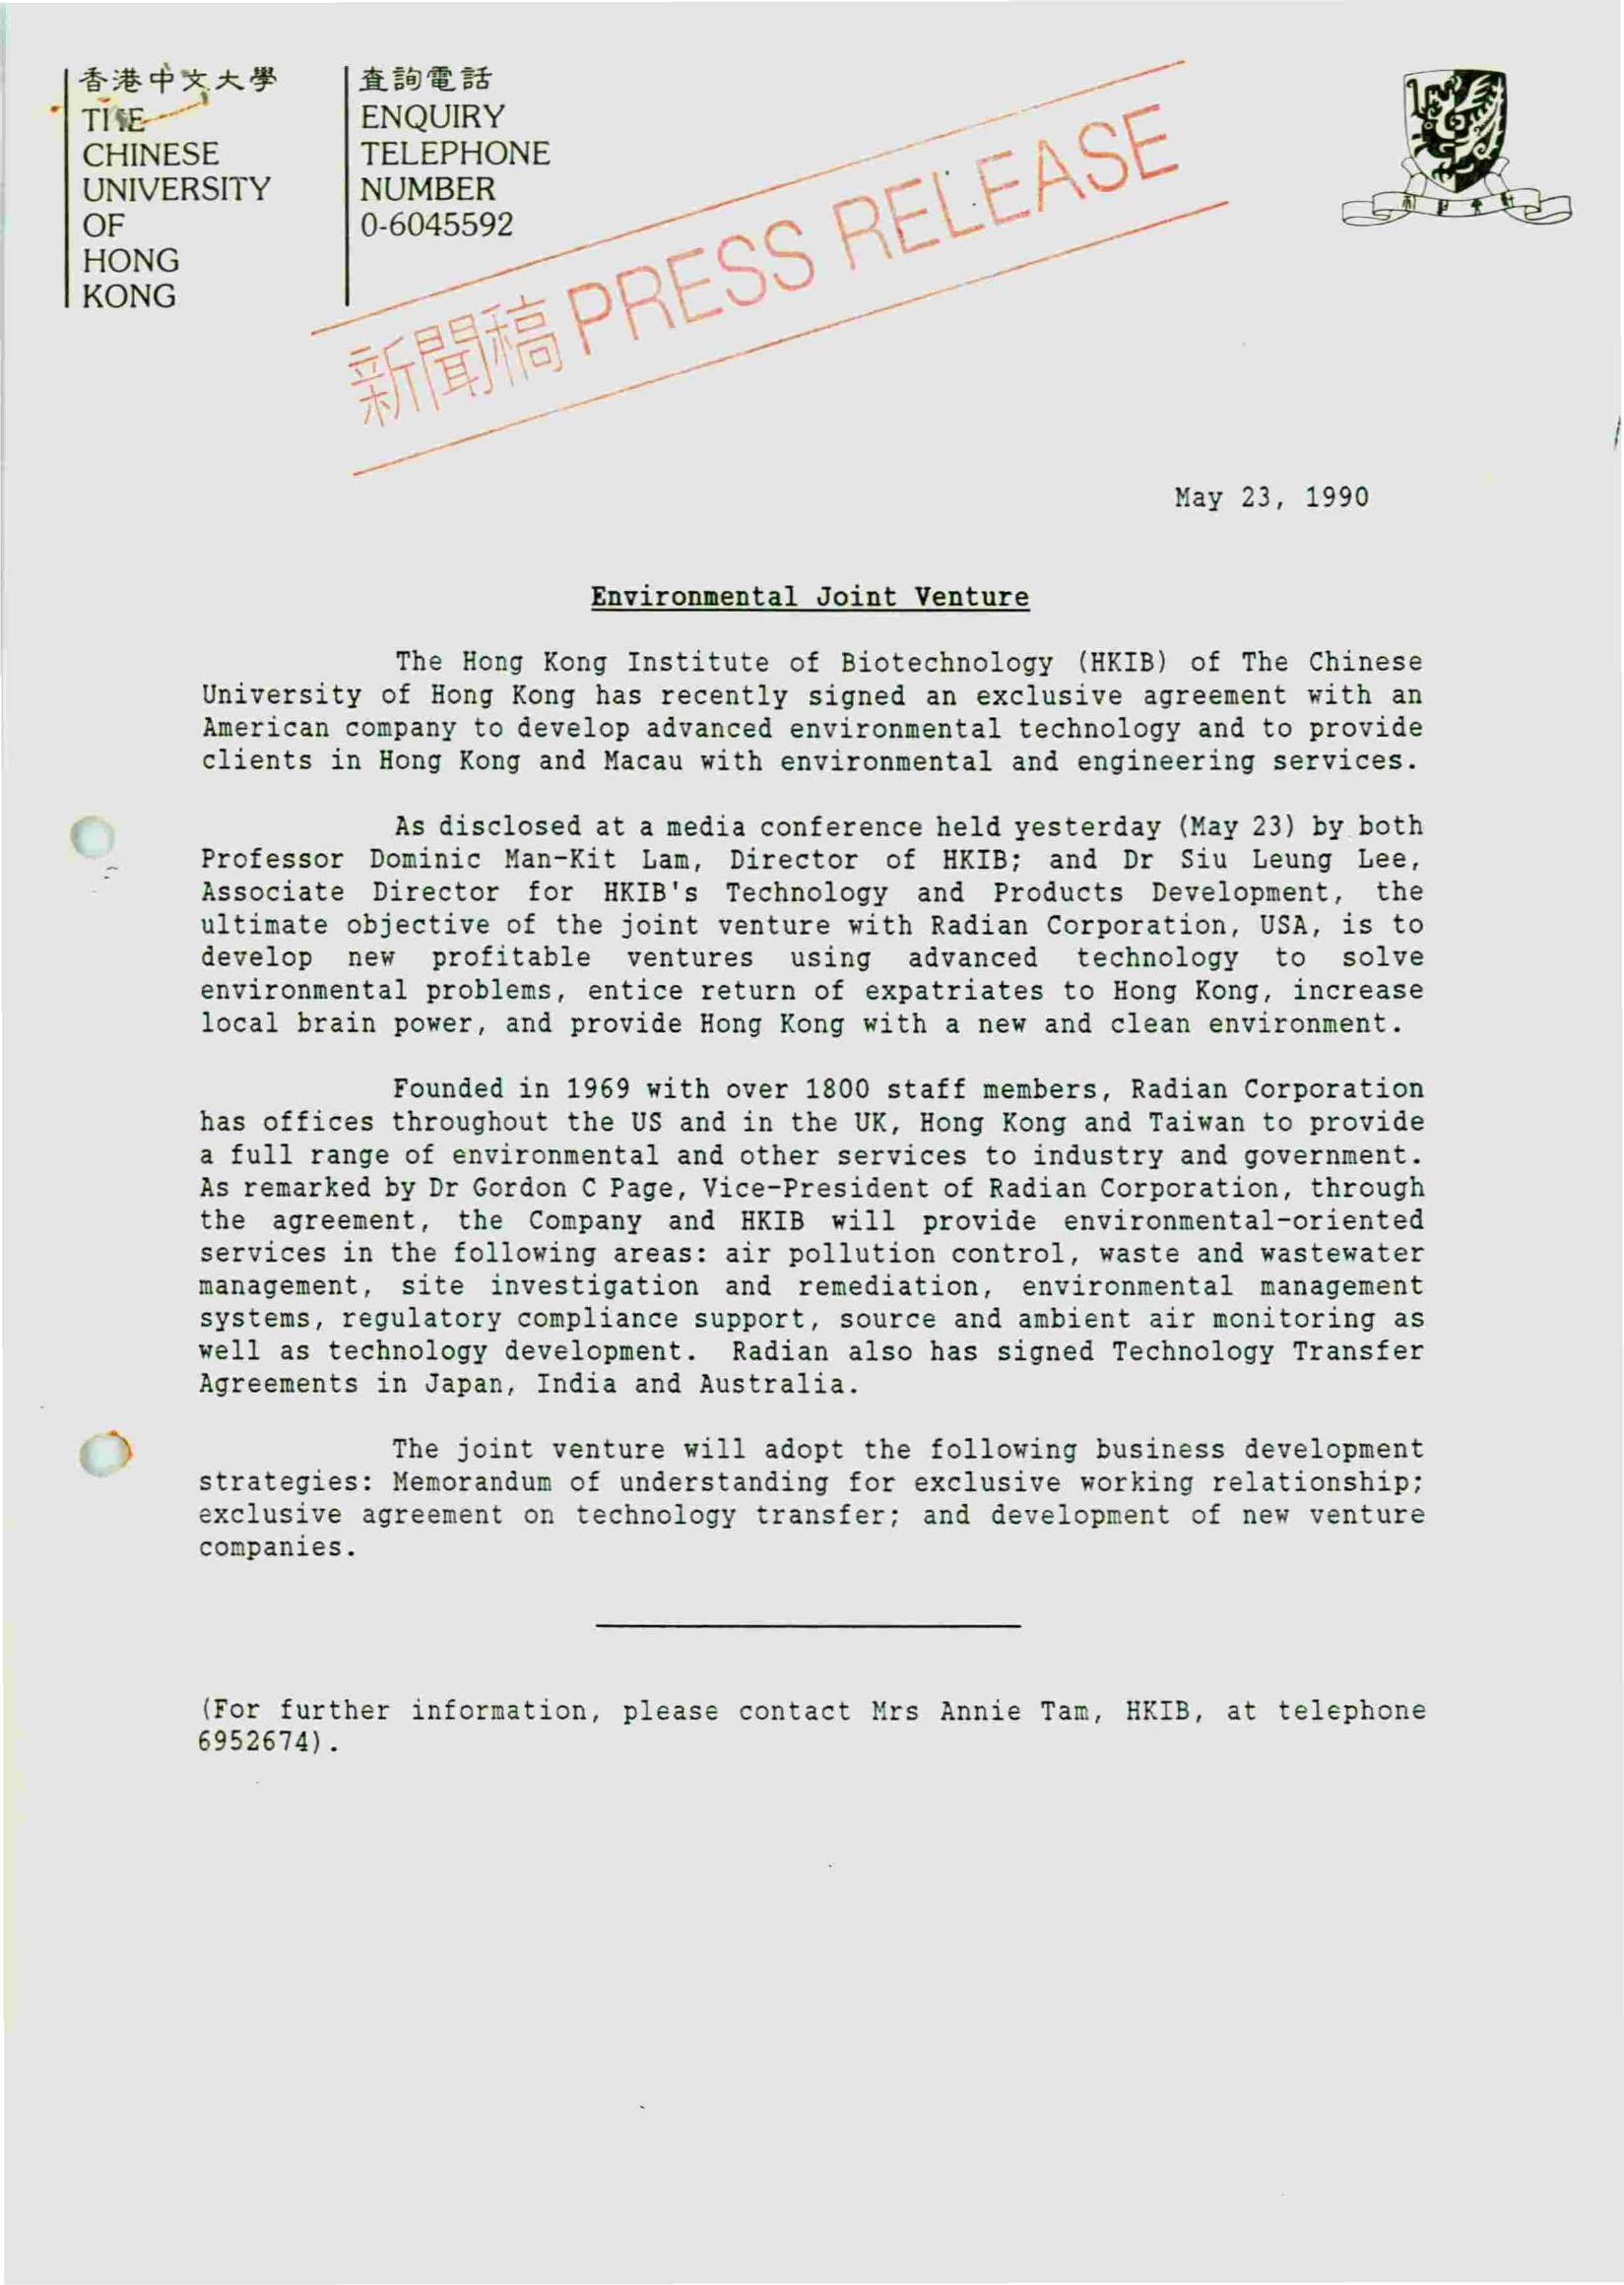 香港中文大學
THE
CHINESE
UNIVERSITY
OF
HONG
KONG
查詢電話
ENQUIRY
TELEPHONE
NUMBER
0-6045592
新聞稿 PRESS RELEASE
May 23, 1990
Environmental Joint Venture
The Hong Kong Institute of Biotechnology (HKIB) of The Chinese
University of Hong Kong has recently signed an exclusive agreement with an
American company to develop advanced environmental technology and to provide
clients in Hong Kong and Macau with environmental and engineering services.
As disclosed at a media conference held yesterday (May 23) by both
Professor Dominic Man-Kit Lam, Director of HKIB; and Dr Siu Leung Lee,
Associate Director for HKIB's Technology and Products Development, the
ultimate objective of the joint venture with Radian Corporation, USA, is to
develop new profitable ventures using advanced technology to solve
environmental problems, entice return of expatriates to Hong Kong, increase
local brain power, and provide Hong Kong with a new and clean environment.
Founded in 1969 with over 1800 staff members, Radian Corporation
has offices throughout the US and in the UK, Hong Kong and Taiwan to provide
a full range of environmental and other services to industry and government.
As remarked by Dr Gordon C Page, Vice-President of Radian Corporation, through
the agreement, the Company and HKIB will provide environmental-oriented
services in the following areas: air pollution control, waste and wastewater
management, site investigation and remediation, environmental management
systems, regulatory compliance support, source and ambient air monitoring as
well as technology development. Radian also has signed Technology Transfer
Agreements in Japan, India and Australia.
The joint venture will adopt the following business development
strategies: Memorandum of understanding for exclusive working relationship;
exclusive agreement on technology transfer; and development of new venture
companies.
(For further information, please contact Mrs Annie Tam, HKIB, at telephone
6952674).